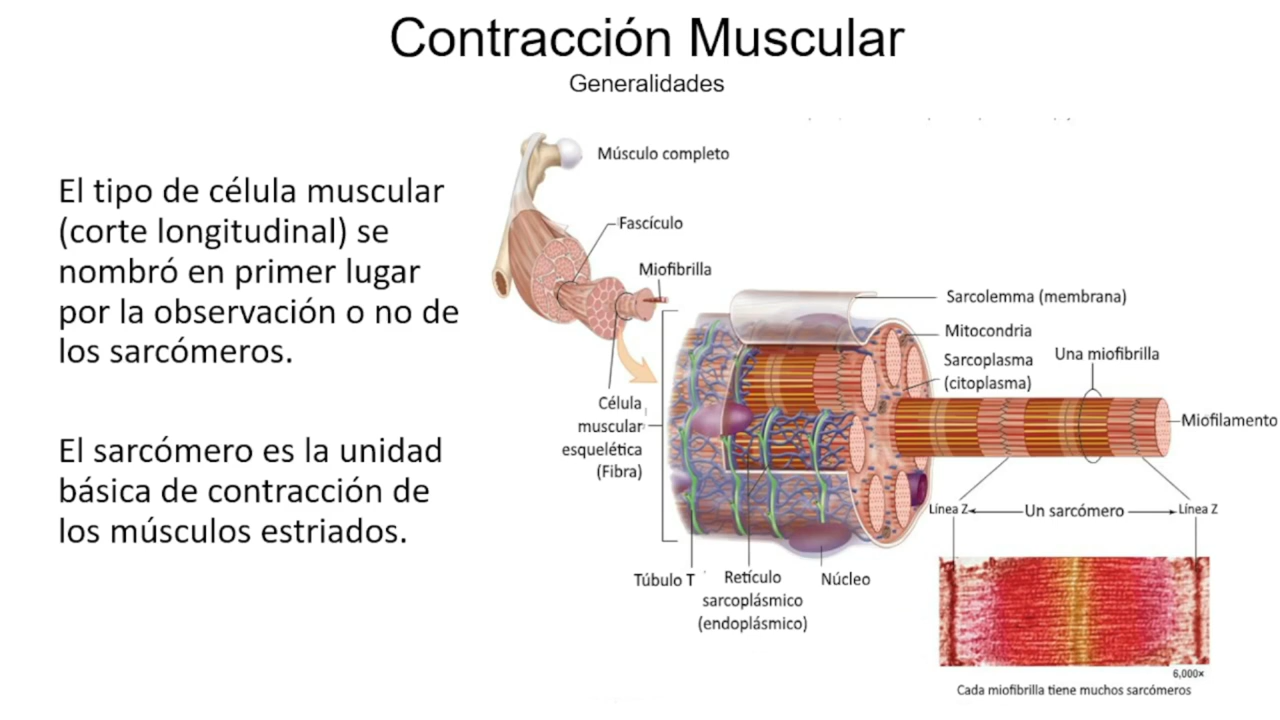 Contracción Muscular
Generalidades
El tipo de célula muscular
(corte longitudinal) se
nombró en primer lugar
por la observación o no de
los sarcómeros.
El sarcómero es la unidad
básica de contracción de
los músculos estriados.
Músculo completo
Fascículo
Miofibrilla
Sarcolemma (membrana)
Mitocondria
Sarcoplasma
(citoplasma)
Una miofibrilla
Miofilamento
Célula
muscular
esquelética
(Fibra)
Línea Z
Un sarcómero
Línea Z
Túbulo T
Retículo
sarcoplásmico
(endoplásmico)
Núcleo
6,000×
Cada miofibrilla tiene muchos sarcómeros